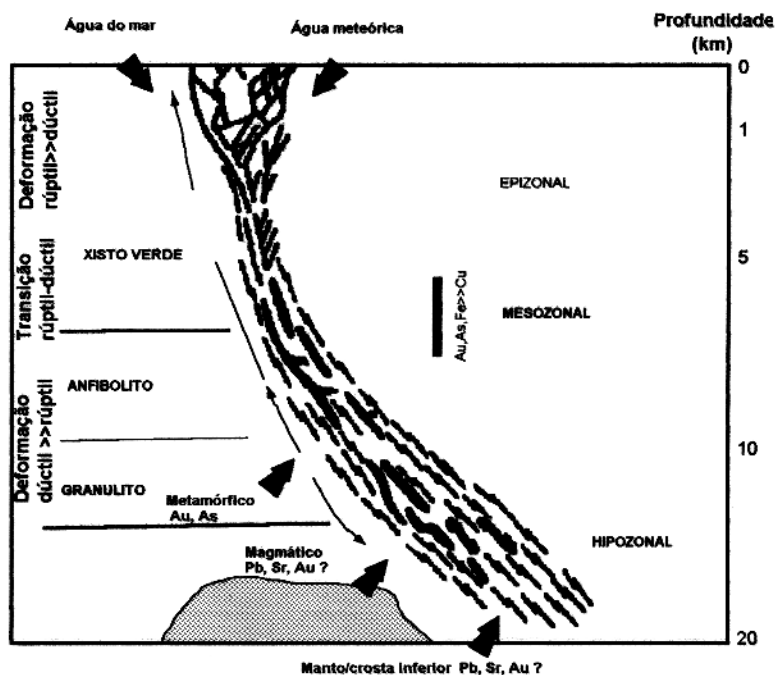 Água do mar
Água meteórica
Profundidade
(km)
0
1
5
10
20
Deformação
rúptil>>dúctil
Transição
rúptil-dúctil
Deformação
dúctil >>rúptil
XISTO VERDE
ANFIBOLITO
GRANULITO
EPIZONAL
MESOZONAL
HIPOZONAL
Au,As,Fe>>Cu
Metamórfico
Au, As
Magmático
Pb, Sr, Au ?
Manto/crosta inferior Pb, Sr, Au ?